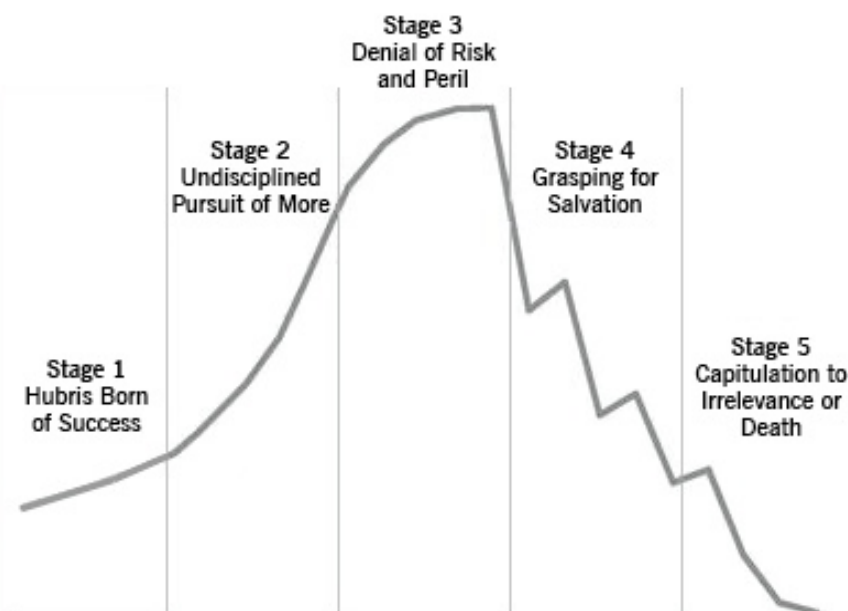 Stage 1
Hubris Born
of Success
Stage 2
Undisciplined
Pursuit of More
Stage 3
Denial of Risk
and Peril
Stage 4
Grasping for
Salvation
Stage 5
Capitulation to
Irrelevance or
Death